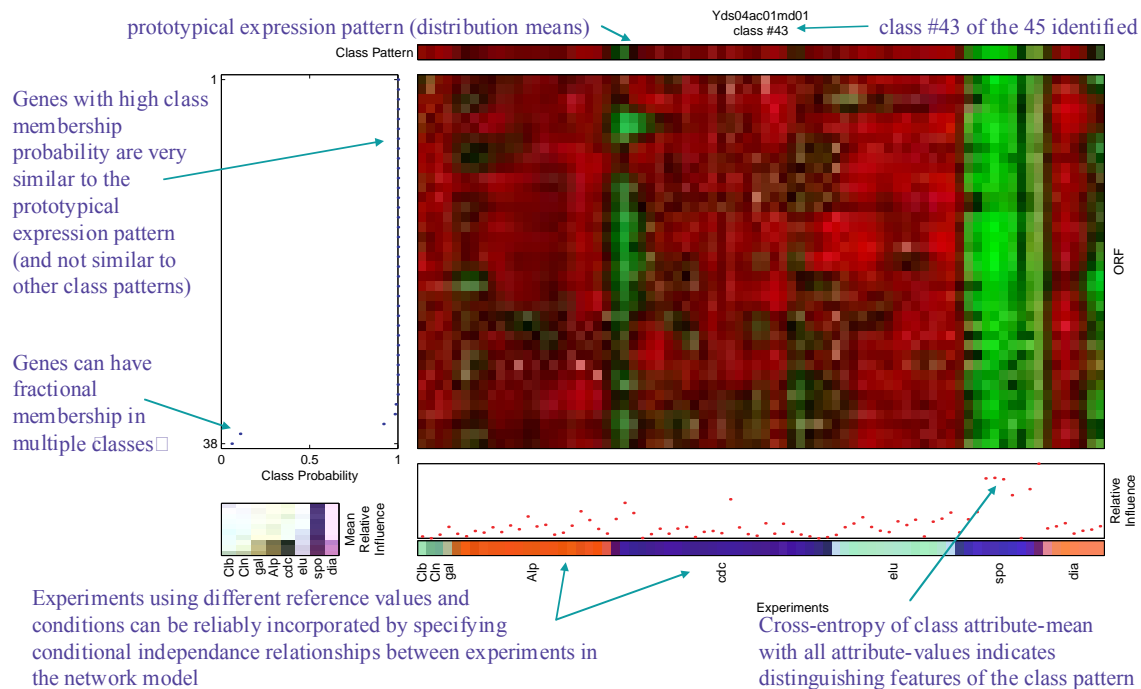 prototypical expression pattern (distribution means)
Yds04ac01md01
class #43
class #43 of the 45 identified
Class Pattern
1
Genes with high class
membership
probability are very
similar to the
prototypical
expression pattern
(and not similar to
other class patterns)
ORF
Genes can have
fractional
membership in
multiple classes
38
0
0.5
1
Class Probability
Relative
Influence
Mean
Relative
Influence
Clb
Cln
gal
Alp
cdc
elu
spo
dia
Clb
Cln
gal
Alp
cdc
elu
spo
dia
Experiments
Experiments using different reference values and
conditions can be reliably incorporated by specifying
conditional independance relationships between experiments in
the network model
Cross-entropy of class attribute-mean
with all attribute-values indicates
distinguishing features of the class pattern